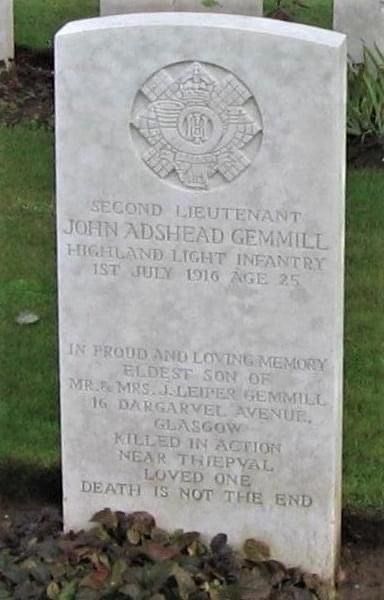 HLI
SECOND LIEUTENANT
JOHN ADSHEAD GEMMILL
HIGHLAND LIGHT INFANTRY
1ST JULY 1916 AGE 25
IN PROUD AND LOVING MEMORY
ELDEST SON OF
MR. & MRS. J. LEIPER GEMMILL
16 DARGARVEL AVENUE,
GLASGOW
KILLED IN ACTION
NEAR THIEPVAL
LOVED ONE
DEATH IS NOT THE END